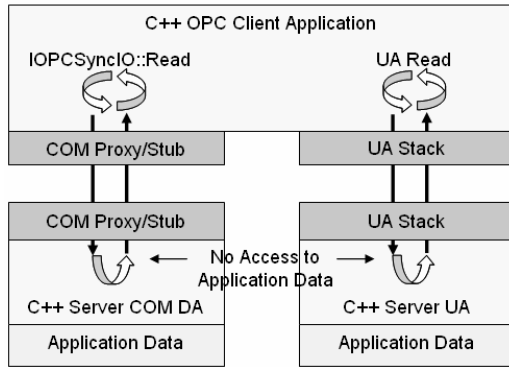 C++ OPC Client Application
IOPCSyncIO::Read
UA Read
COM Proxy/Stub
UA Stack
COM Proxy/Stub
UA Stack
No Access to
Application Data
C++ Server COM DA
C++ Server UA
Application Data
Application Data